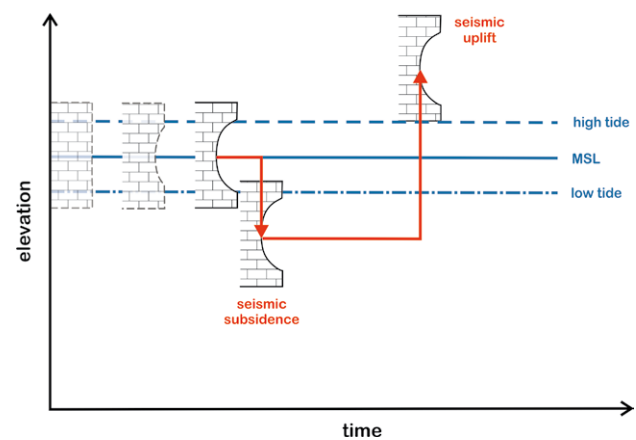 seismic
uplift
high tide
MSL
low tide
elevation
seismic
subsidence
time